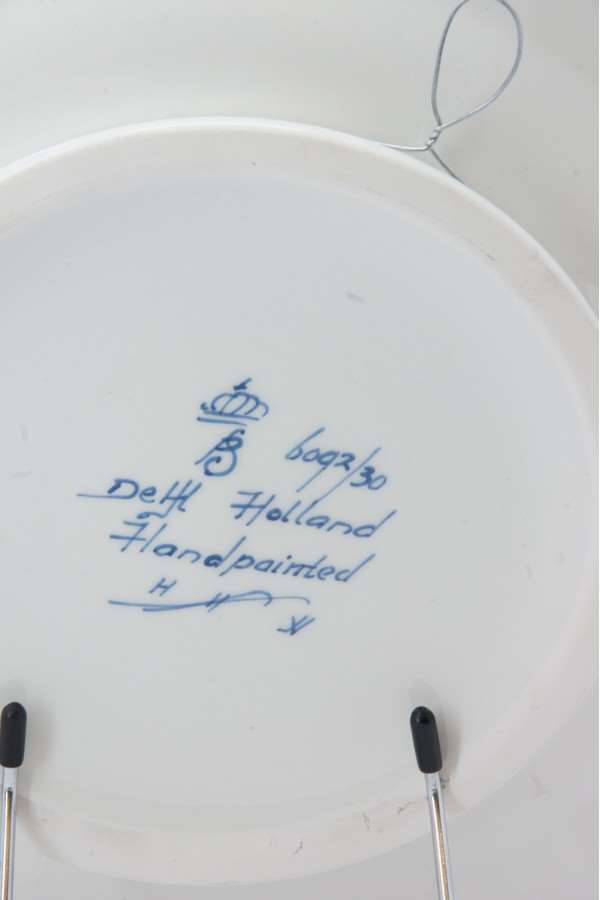 B 6092/30
Delft Holland
Handpainted
H